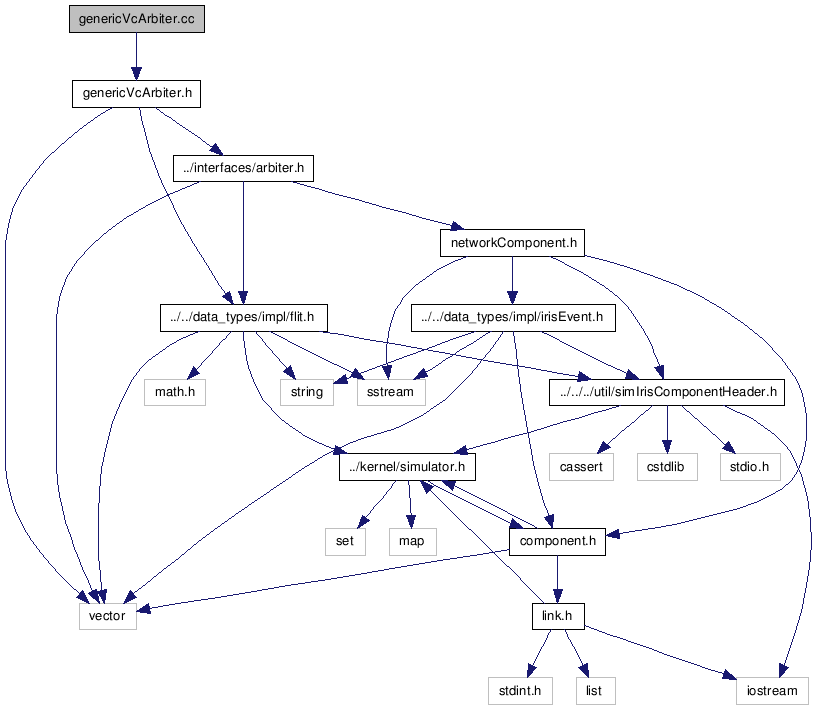 genericVcArbiter.cc
genericVcArbiter.h
../interfaces/arbiter.h
networkComponent.h
../../data_types/impl/flit.h
../../data_types/impl/irisEvent.h
math.h
string
sstream
../../../util/simIrisComponentHeader.h
../kernel/simulator.h
cassert
cstdlib
stdio.h
set
map
component.h
vector
link.h
stdint.h
list
iostream